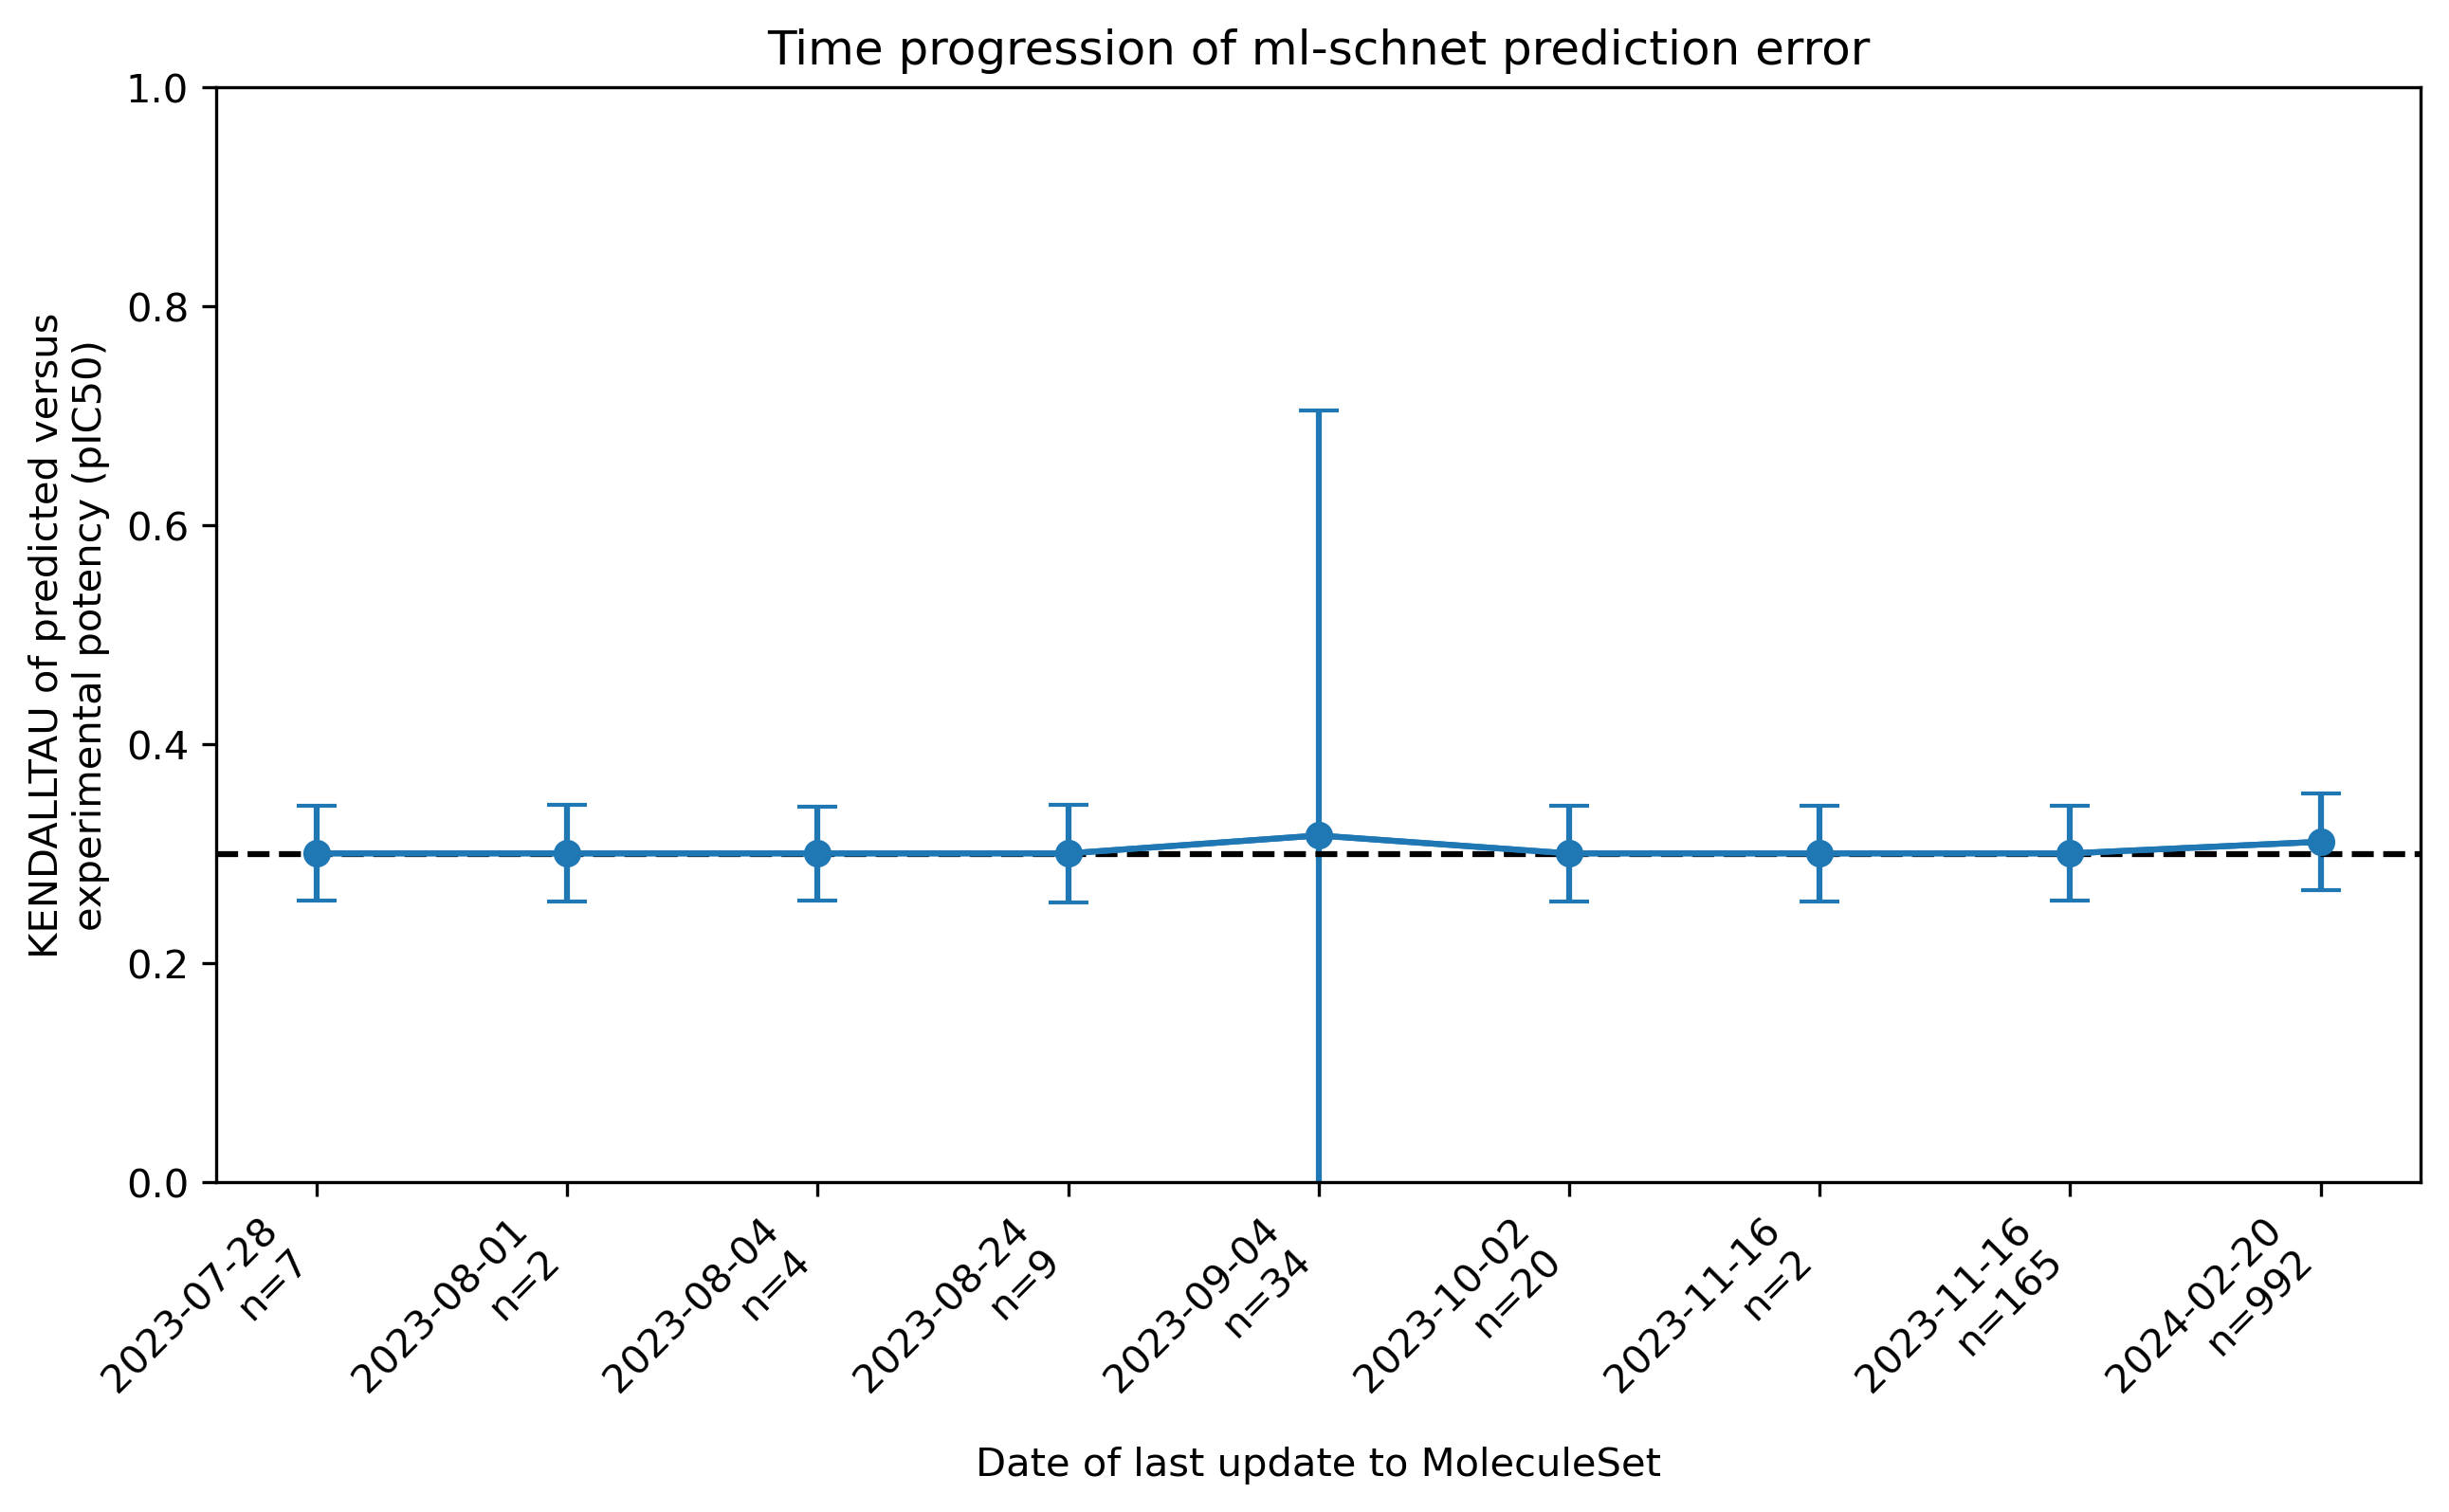 Time progression of ml-schnet prediction error
KENDALLTAU of predicted versus
experimental potency (pIC50)
1.0
0.8
0.6
0.4
0.2
0.0
2023-07-28
n=7
2023-08-01
n=2
2023-08-04
n=4
2023-08-24
n=9
2023-09-04
n=34
2023-10-02
n=20
2023-11-16
n=2
2023-11-16
n=165
2024-02-20
n=992
Date of last update to MoleculeSet